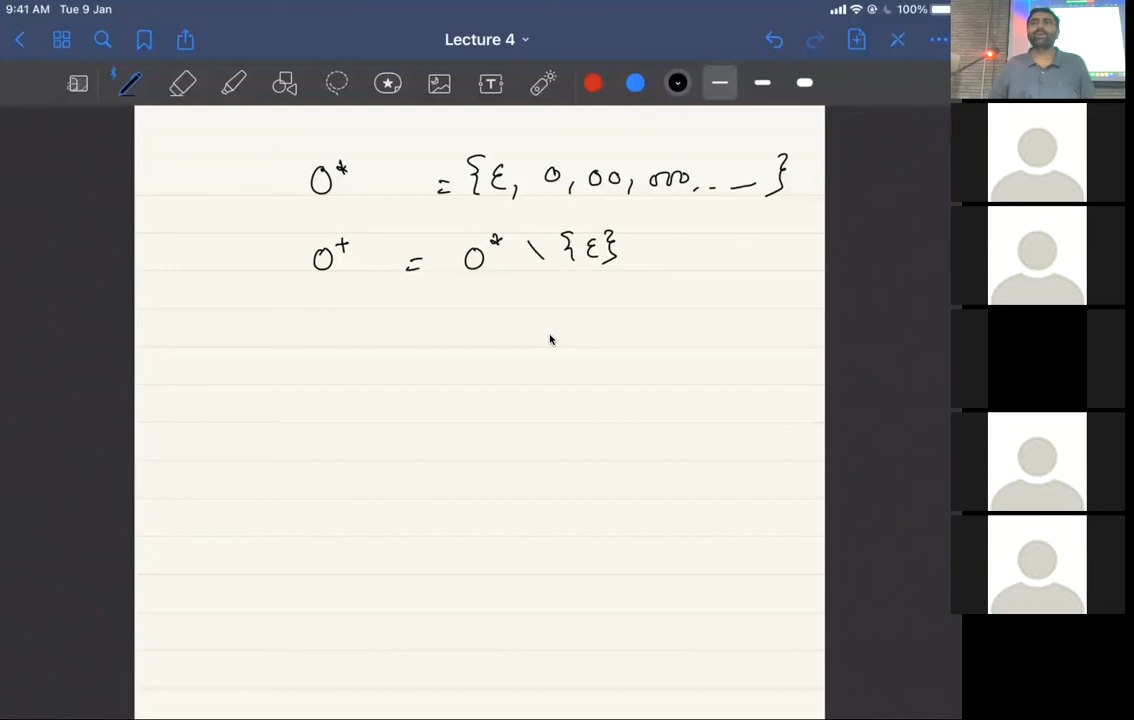 9:41 AM Tue 9 Jan
100%
Lecture 4
0* = {ε, 0, 00, 000, . . — }
0+ = 0* \ {ε}